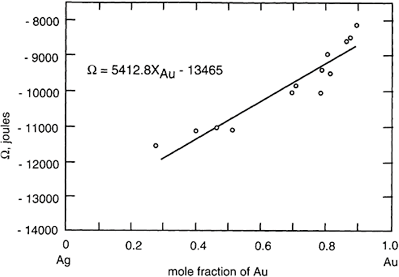 - 8000
- 9000
- 10000
- 11000
- 12000
- 13000
- 14000
Ω, joules
Ω = 5412.8X_Au - 13465
0 0.2 0.4 0.6 0.8 1.0
Ag Au
mole fraction of Au